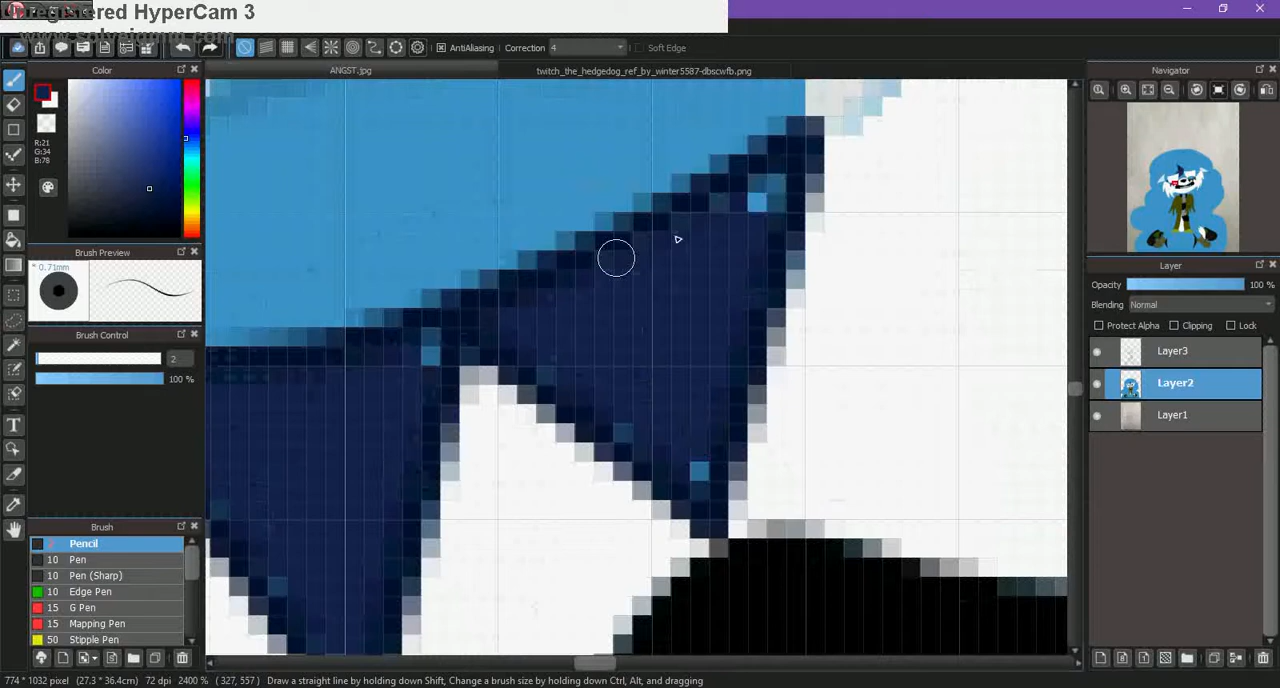 Unregistered HyperCam 3
www.solveigmm.com
AntiAliasing
Correction
4
Soft Edge
Color
ANGST.jpg
twitch_the_hedgedog_ref_by_winter5587-dbscwfb.png
Navigator
R:21
G:34
B:78
Brush Preview
0.71mm
Brush Control
2
100 %
Layer
Opacity
100 %
Blending
Normal
Protect Alpha
Clipping
Lock
Layer3
Layer2
Layer1
Brush
Pencil
10 Pen
10 Pen (Sharp)
10 Edge Pen
15 G Pen
15 Mapping Pen
50 Stipple Pen
774 * 1032 pixel (27.3 * 36.4cm) 72 dpi 2400 % ( 327, 557 ) Draw a straight line by holding down Shift, Change a brush size by holding down Ctrl, Alt, and dragging